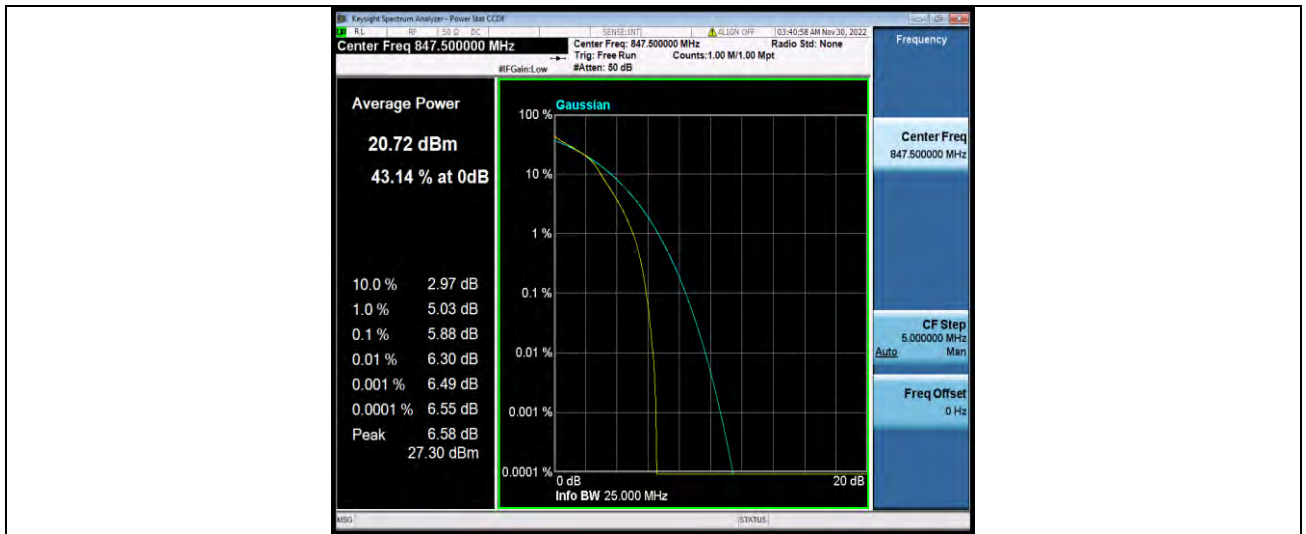 Keysight Spectrum Analyzer - Power Stat CCDF
RL RF 50 Ω DC SENSE:INT ALIGN OFF 03:40:58 AM Nov 30, 2022
Center Freq 847.500000 MHz
Center Freq: 847.500000 MHz Radio Std: None
Trig: Free Run Counts:1.00 M/1.00 Mpt
#IFGain:Low #Atten: 50 dB
Frequency
Average Power
20.72 dBm
43.14 % at 0dB
10.0 % 2.97 dB
1.0 % 5.03 dB
0.1 % 5.88 dB
0.01 % 6.30 dB
0.001 % 6.49 dB
0.0001 % 6.55 dB
Peak 6.58 dB
27.30 dBm
Gaussian
100 %
10 %
1 %
0.1 %
0.01 %
0.001 %
0.0001 %
0 dB 20 dB
Info BW 25.000 MHz
Center Freq
847.500000 MHz
CF Step
5.000000 MHz
Auto Man
Freq Offset
0 Hz
MSG STATUS